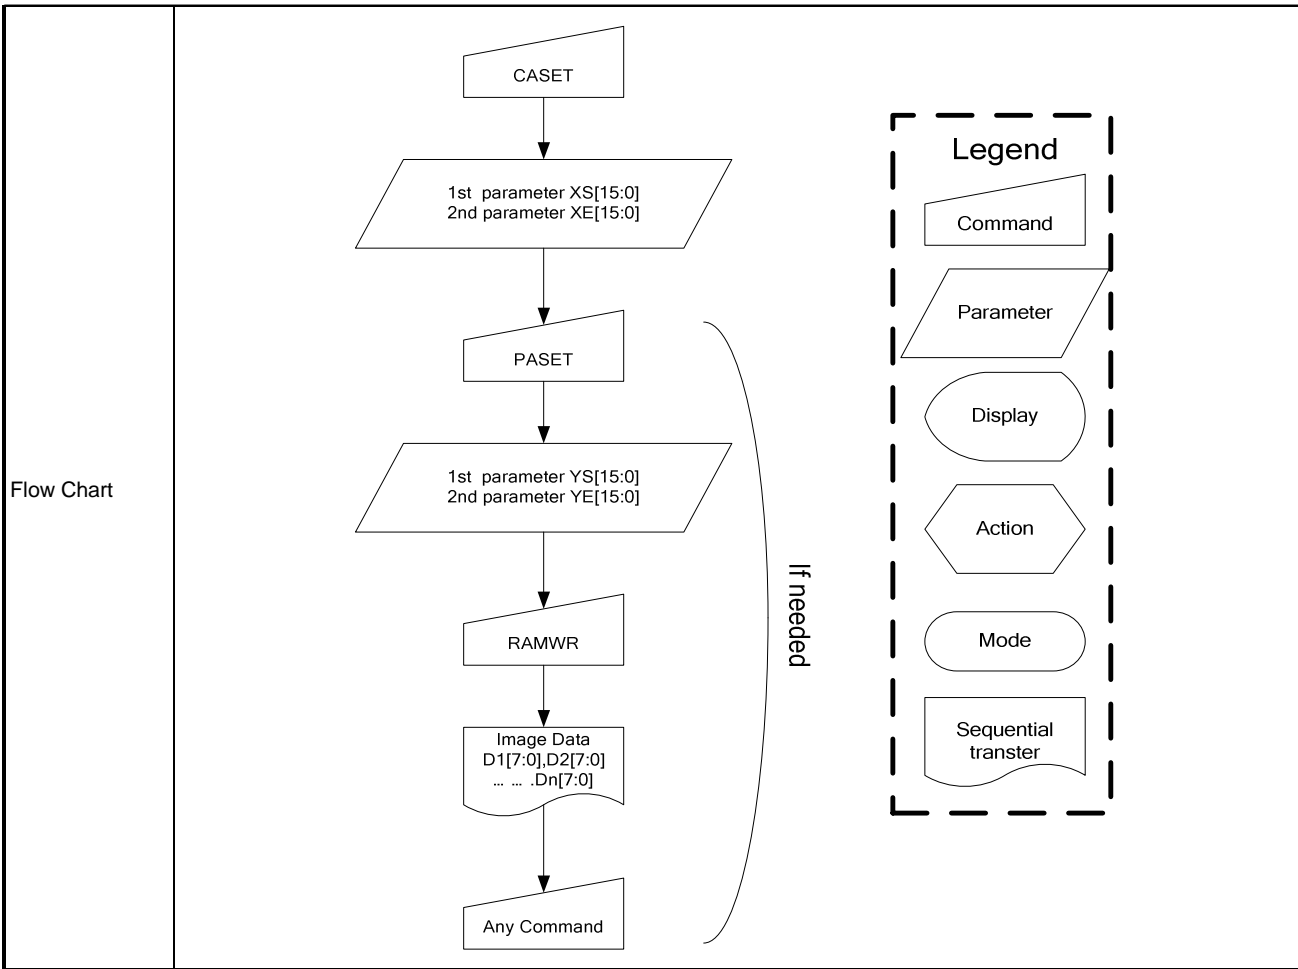 Flow Chart
CASET
1st parameter XS[15:0]
2nd parameter XE[15:0]
PASET
1st parameter YS[15:0]
2nd parameter YE[15:0]
RAMWR
Image Data
D1[7:0],D2[7:0]
... ... .Dn[7:0]
Any Command
If needed
Legend
Command
Parameter
Display
Action
Mode
Sequential
transter